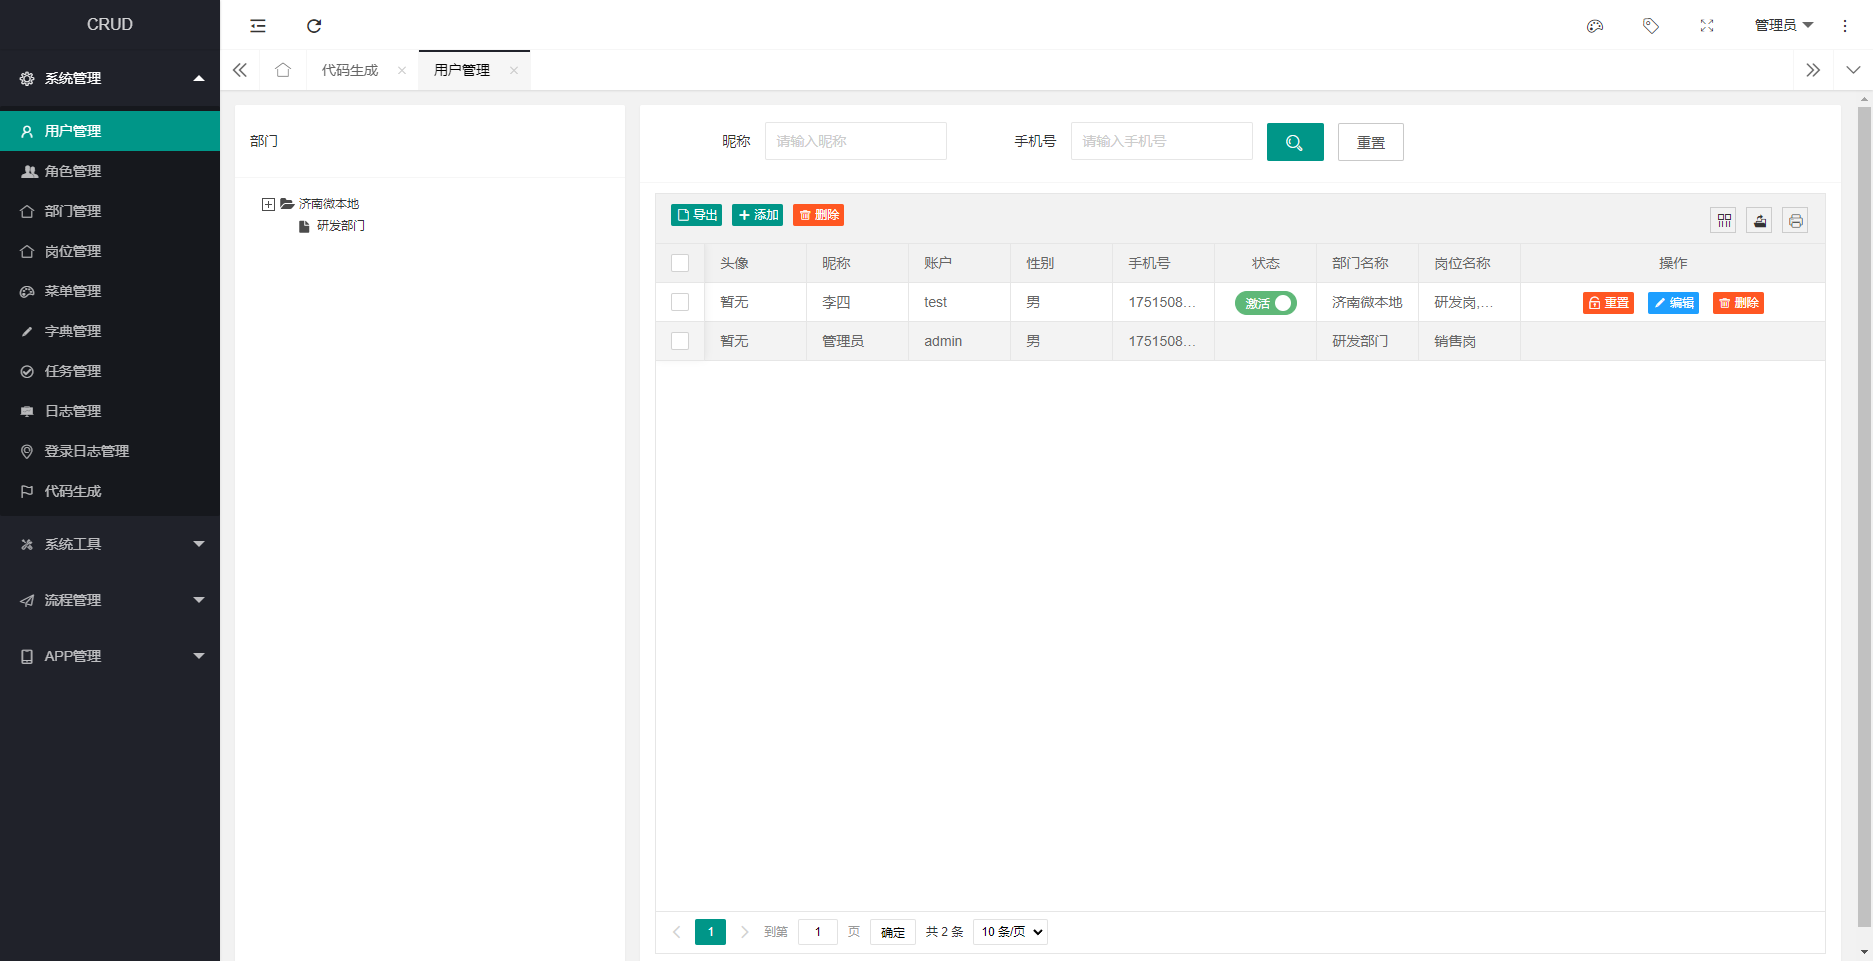 CRUD
系统管理
用户管理
角色管理
部门管理
岗位管理
菜单管理
字典管理
任务管理
日志管理
登录日志管理
代码生成
系统工具
流程管理
APP管理
管理员
代码生成 用户管理
部门
济南微本地
研发部门
昵称 请输入昵称 手机号 请输入手机号 重置
导出 添加 删除
头像 昵称 账户 性别 手机号 状态 部门名称 岗位名称 操作
暂无 李四 test 男 1751508... 激活 济南微本地 研发岗,... 重置 编辑 删除
暂无 管理员 admin 男 1751508... 研发部门 销售岗
1 到第 1 页 确定 共 2 条 10 条/页